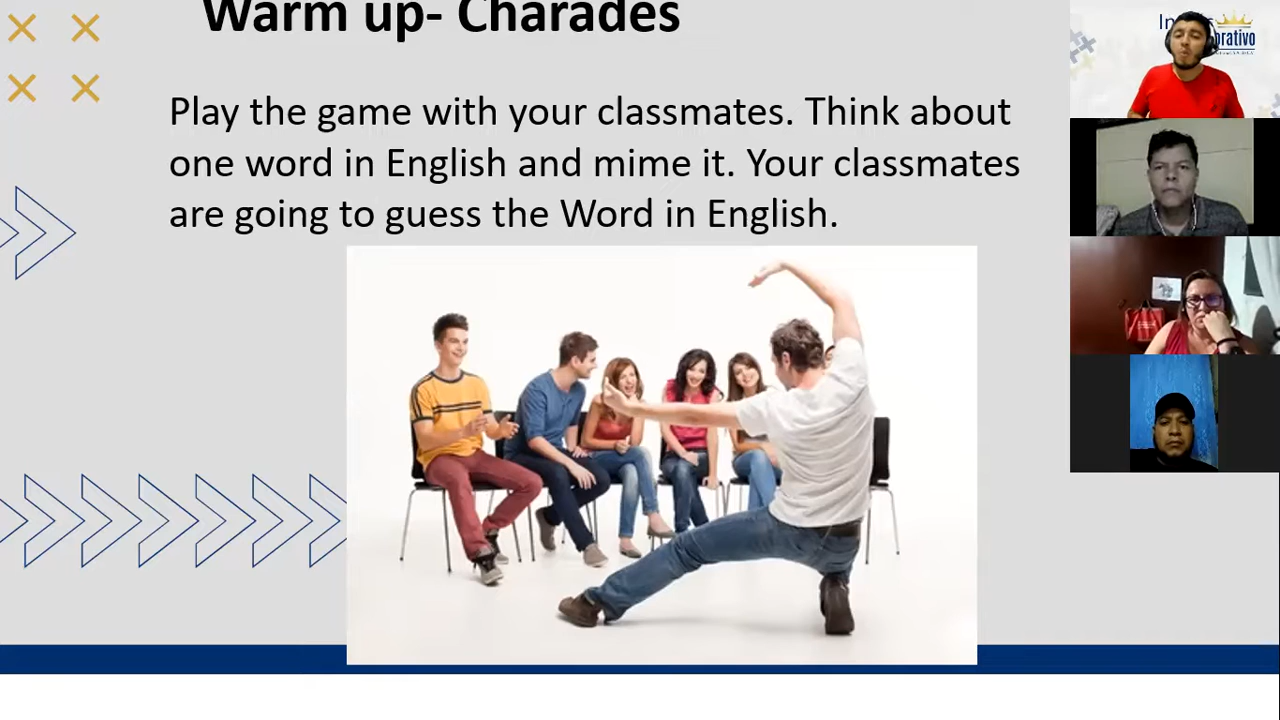 Warm up- Charades
Play the game with your classmates. Think about
one word in English and mime it. Your classmates
are going to guess the Word in English.